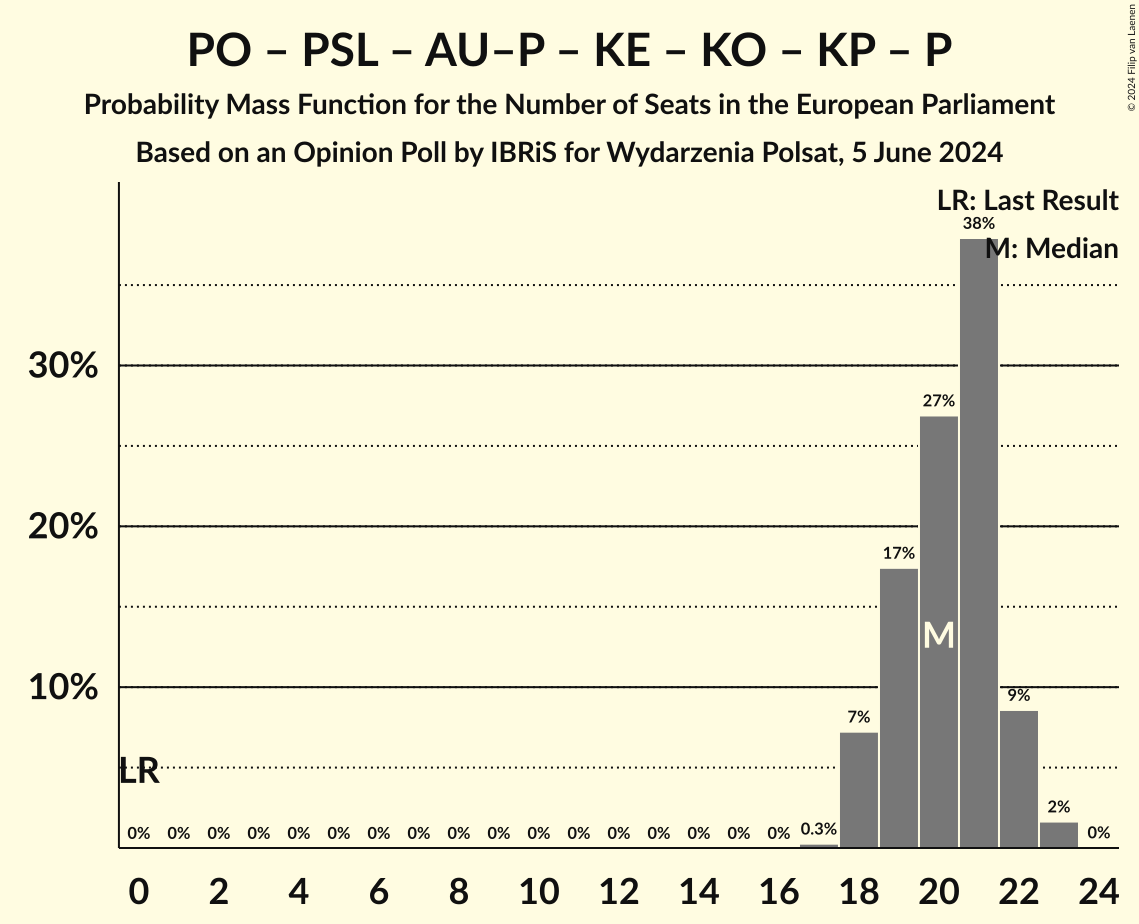 PO – PSL – AU–P – KE – KO – KP – P
Probability Mass Function for the Number of Seats in the European Parliament
Based on an Opinion Poll by IBRiS for Wydarzenia Polsat, 5 June 2024
© 2024 Filip van Laenen
LR: Last Result
M: Median
38%
30%
27%
20%
17%
M
10%
9%
7%
LR
2%
0% 0% 0% 0% 0% 0% 0% 0% 0% 0% 0% 0% 0% 0% 0% 0% 0% 0.3% 0%
0 2 4 6 8 10 12 14 16 18 20 22 24